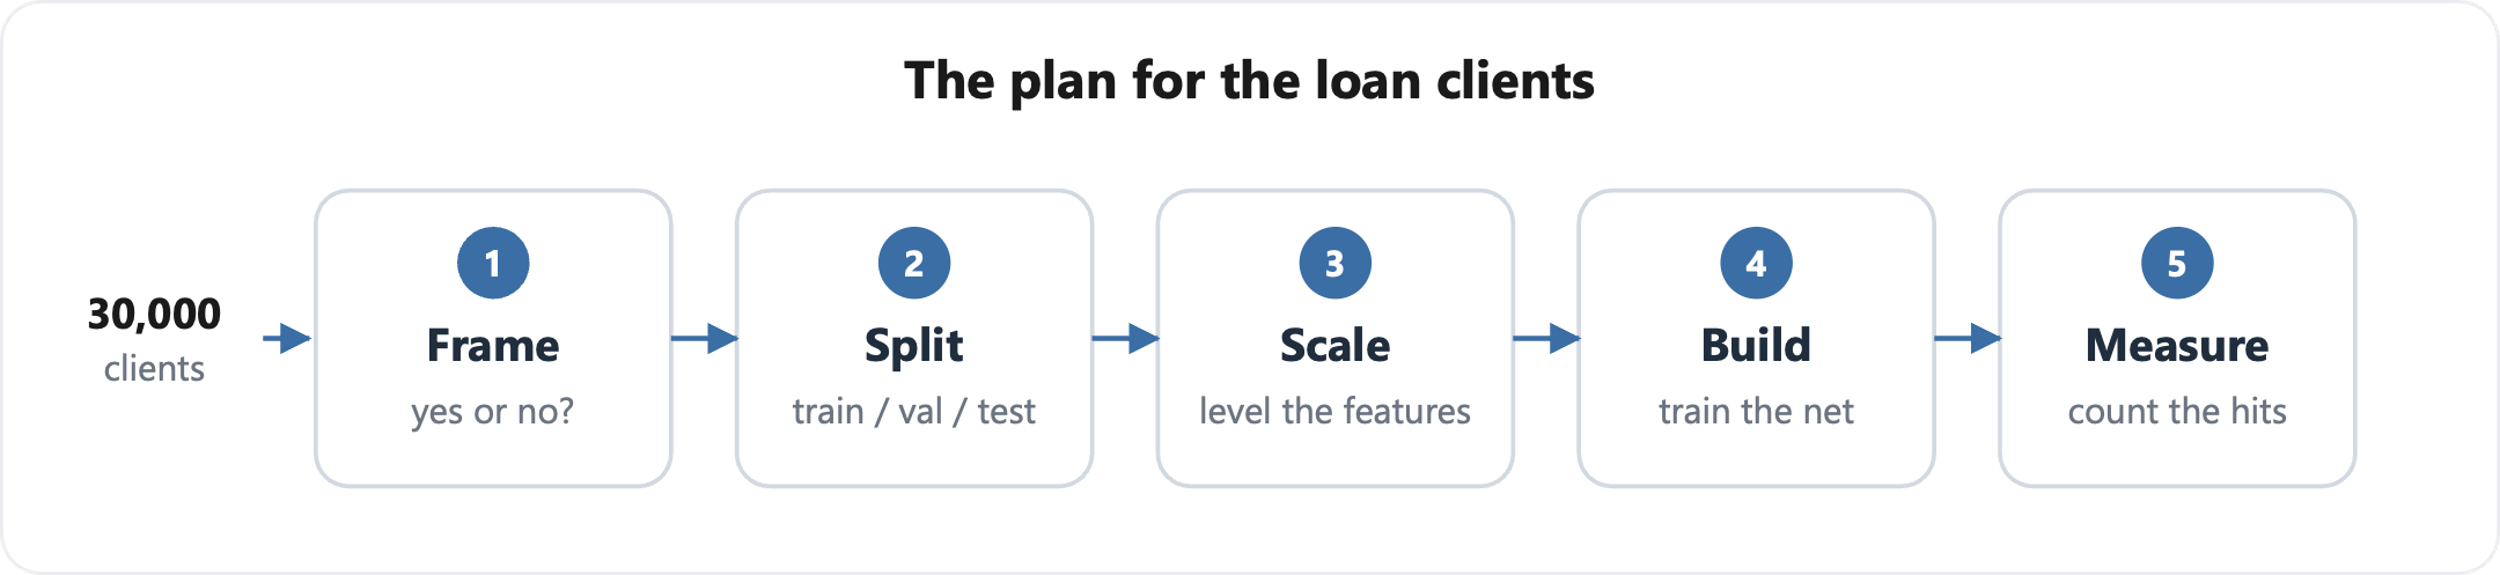 The plan for the loan clients
30,000
clients
1
Frame
yes or no?
2
Split
train / val / test
3
Scale
level the features
4
Build
train the net
5
Measure
count the hits